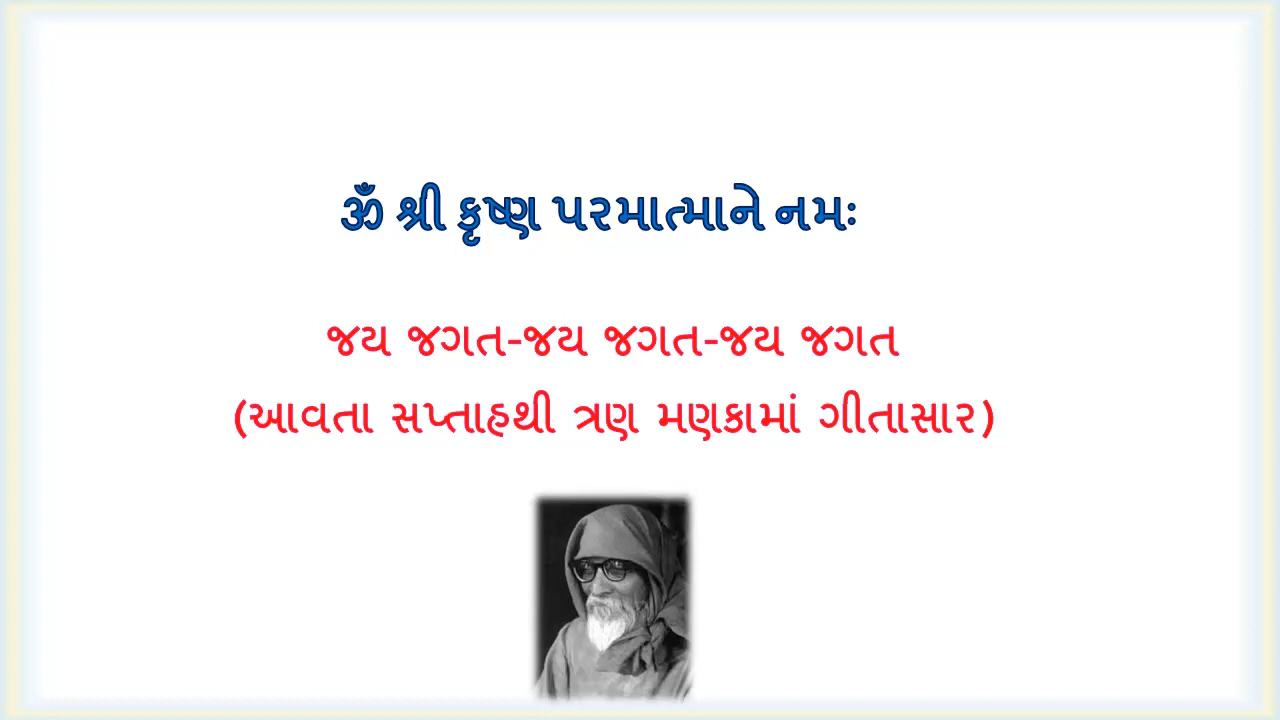 ૐ શ્રી કૃષ્ણ પરમાત્માને નમઃ
જય જગત-જય જગત-જય જગત
(આવતા સપ્તાહથી ત્રણ મણકામાં ગીતાસાર)